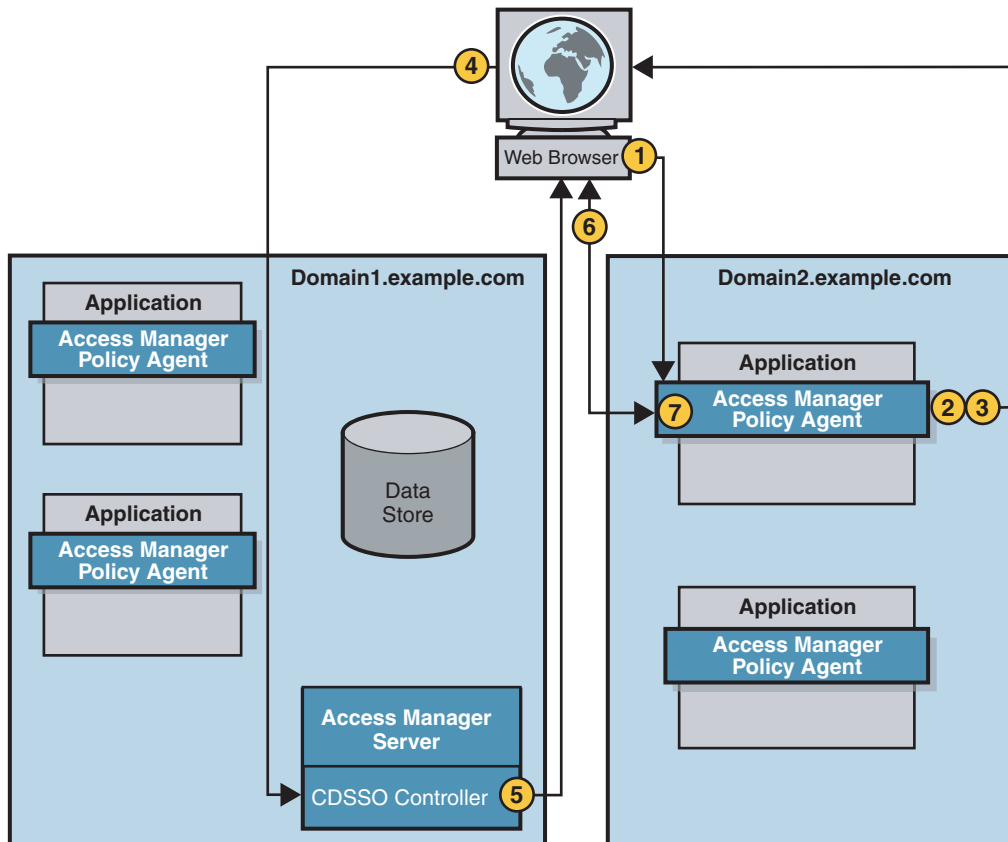 4
Web Browser
1
6
Domain1.example.com
Application
Access Manager
Policy Agent
Application
Access Manager
Policy Agent
Data
Store
Access Manager
Server
CDSSO Controller
5
Domain2.example.com
Application
7
Access Manager
Policy Agent
2
3
Application
Access Manager
Policy Agent